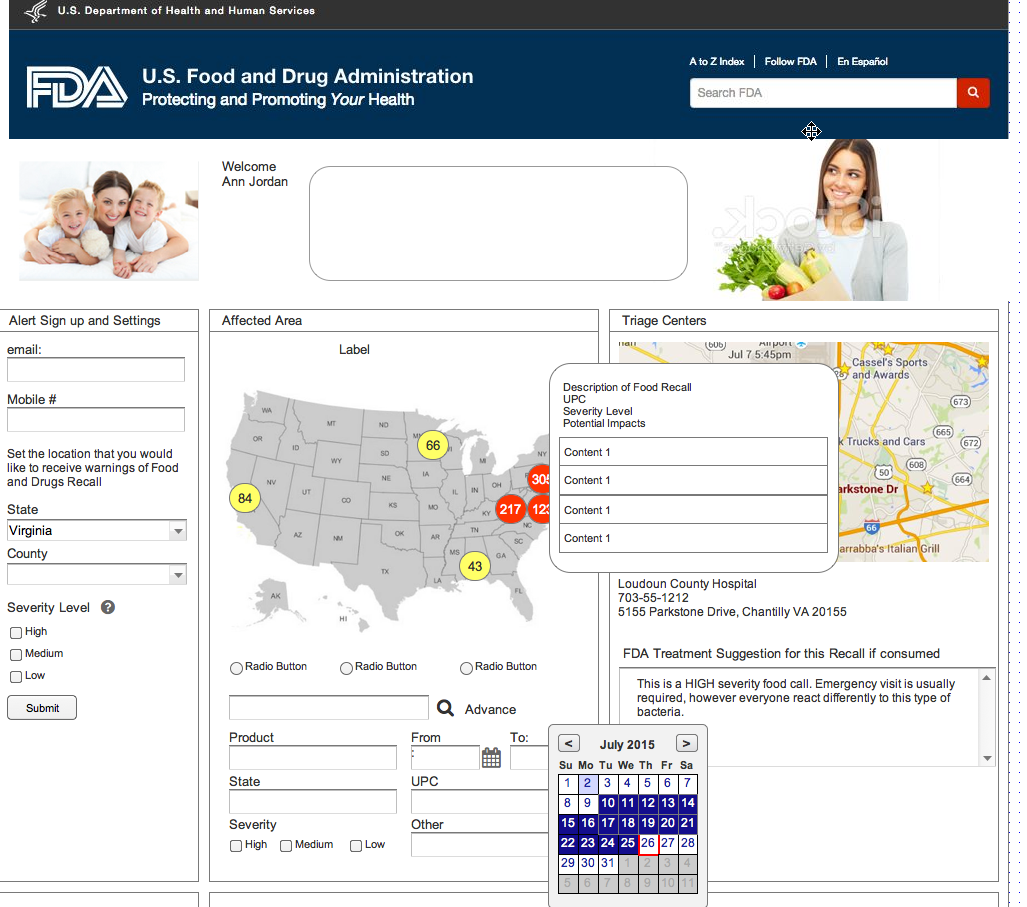 U.S. Department of Health and Human Services
FDA
U.S. Food and Drug Administration
Protecting and Promoting Your Health
A to Z Index
Follow FDA
En Español
Search FDA
Welcome
Ann Jordan
iStock
Alert Sign up and Settings
email:
Mobile #
Set the location that you would
like to receive warnings of Food
and Drugs Recall
State
Virginia
County
Severity Level ?
High
Medium
Low
Submit
Affected Area
Label
WA
MT
ND
OR
ID
WY
SD
IA
NE
NV
UT
CO
KS
MO
IL
IN
OH
MI
NY
KY
TN
NC
SC
AZ
NM
OK
AR
MS
GA
TX
LA
FL
AK
HI
66
84
305
217
123
43
Radio Button
Radio Button
Radio Button
Advance
Product
From
To:
State
UPC
Severity
Other
High
Medium
Low
Triage Centers
606
Airport
Jul 7 5:45pm
Cassel's Sports
and Awards
673
665
672
k Trucks and Cars
50
608
664
arkstone Dr
66
arrabba's Italian Grill
Description of Food Recall
UPC
Severity Level
Potential Impacts
Content 1
Content 1
Content 1
Content 1
Loudoun County Hospital
703-55-1212
5155 Parkstone Drive, Chantilly VA 20155
FDA Treatment Suggestion for this Recall if consumed
This is a HIGH severity food call. Emergency visit is usually
required, however everyone react differently to this type of
bacteria.
< July 2015 >
Su Mo Tu We Th Fr Sa
1 2 3 4 5 6 7
8 9 10 11 12 13 14
15 16 17 18 19 20 21
22 23 24 25 26 27 28
29 30 31 1 2 3 4
5 6 7 8 9 10 11